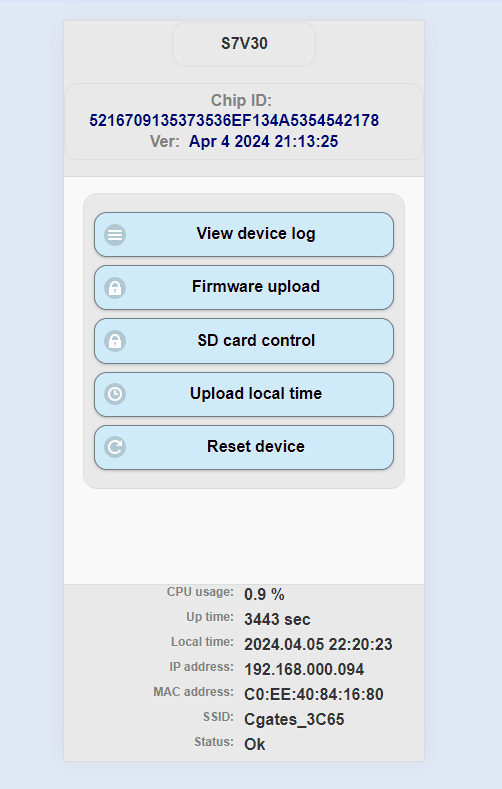 S7V30
Chip ID:
5216709135373536EF134A5354542178
Ver: Apr 4 2024 21:13:25
View device log
Firmware upload
SD card control
Upload local time
Reset device
CPU usage: 0.9 %
Up time: 3443 sec
Local time: 2024.04.05 22:20:23
IP address: 192.168.000.094
MAC address: C0:EE:40:84:16:80
SSID: Cgates_3C65
Status: Ok